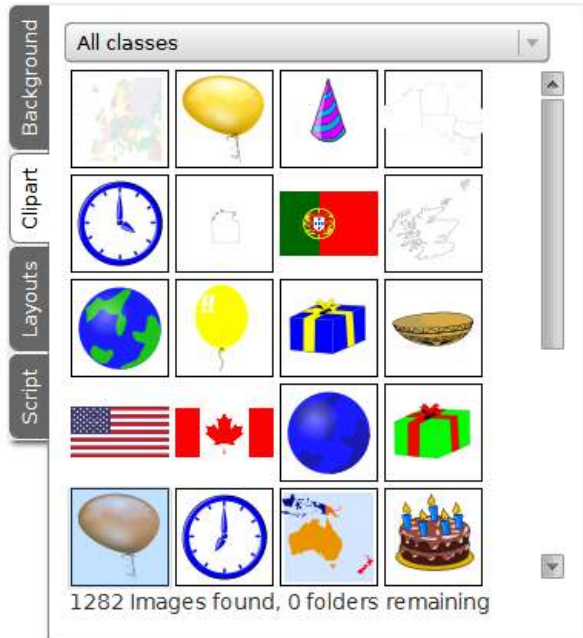 Background
Clipart
Layouts
Script
All classes
1282 Images found, 0 folders remaining